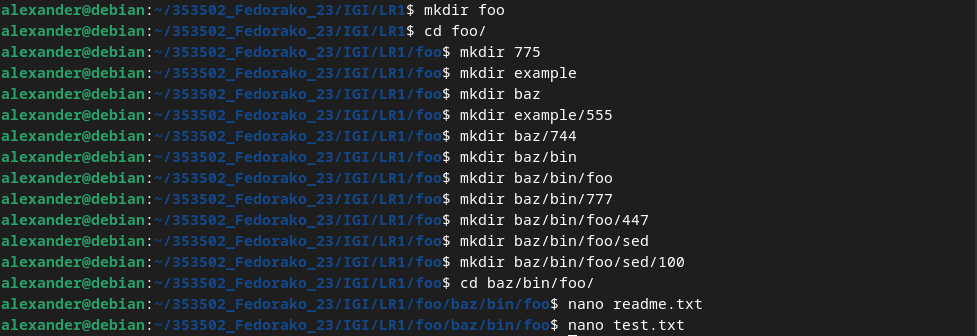 alexander@debian:~/353502_Fedorako_23/IGI/LR1$ mkdir foo
alexander@debian:~/353502_Fedorako_23/IGI/LR1$ cd foo/
alexander@debian:~/353502_Fedorako_23/IGI/LR1/foo$ mkdir 775
alexander@debian:~/353502_Fedorako_23/IGI/LR1/foo$ mkdir example
alexander@debian:~/353502_Fedorako_23/IGI/LR1/foo$ mkdir baz
alexander@debian:~/353502_Fedorako_23/IGI/LR1/foo$ mkdir example/555
alexander@debian:~/353502_Fedorako_23/IGI/LR1/foo$ mkdir baz/744
alexander@debian:~/353502_Fedorako_23/IGI/LR1/foo$ mkdir baz/bin
alexander@debian:~/353502_Fedorako_23/IGI/LR1/foo$ mkdir baz/bin/foo
alexander@debian:~/353502_Fedorako_23/IGI/LR1/foo$ mkdir baz/bin/777
alexander@debian:~/353502_Fedorako_23/IGI/LR1/foo$ mkdir baz/bin/foo/447
alexander@debian:~/353502_Fedorako_23/IGI/LR1/foo$ mkdir baz/bin/foo/sed
alexander@debian:~/353502_Fedorako_23/IGI/LR1/foo$ mkdir baz/bin/foo/sed/100
alexander@debian:~/353502_Fedorako_23/IGI/LR1/foo$ cd baz/bin/foo/
alexander@debian:~/353502_Fedorako_23/IGI/LR1/foo/baz/bin/foo$ nano readme.txt
alexander@debian:~/353502_Fedorako_23/IGI/LR1/foo/baz/bin/foo$ nano test.txt